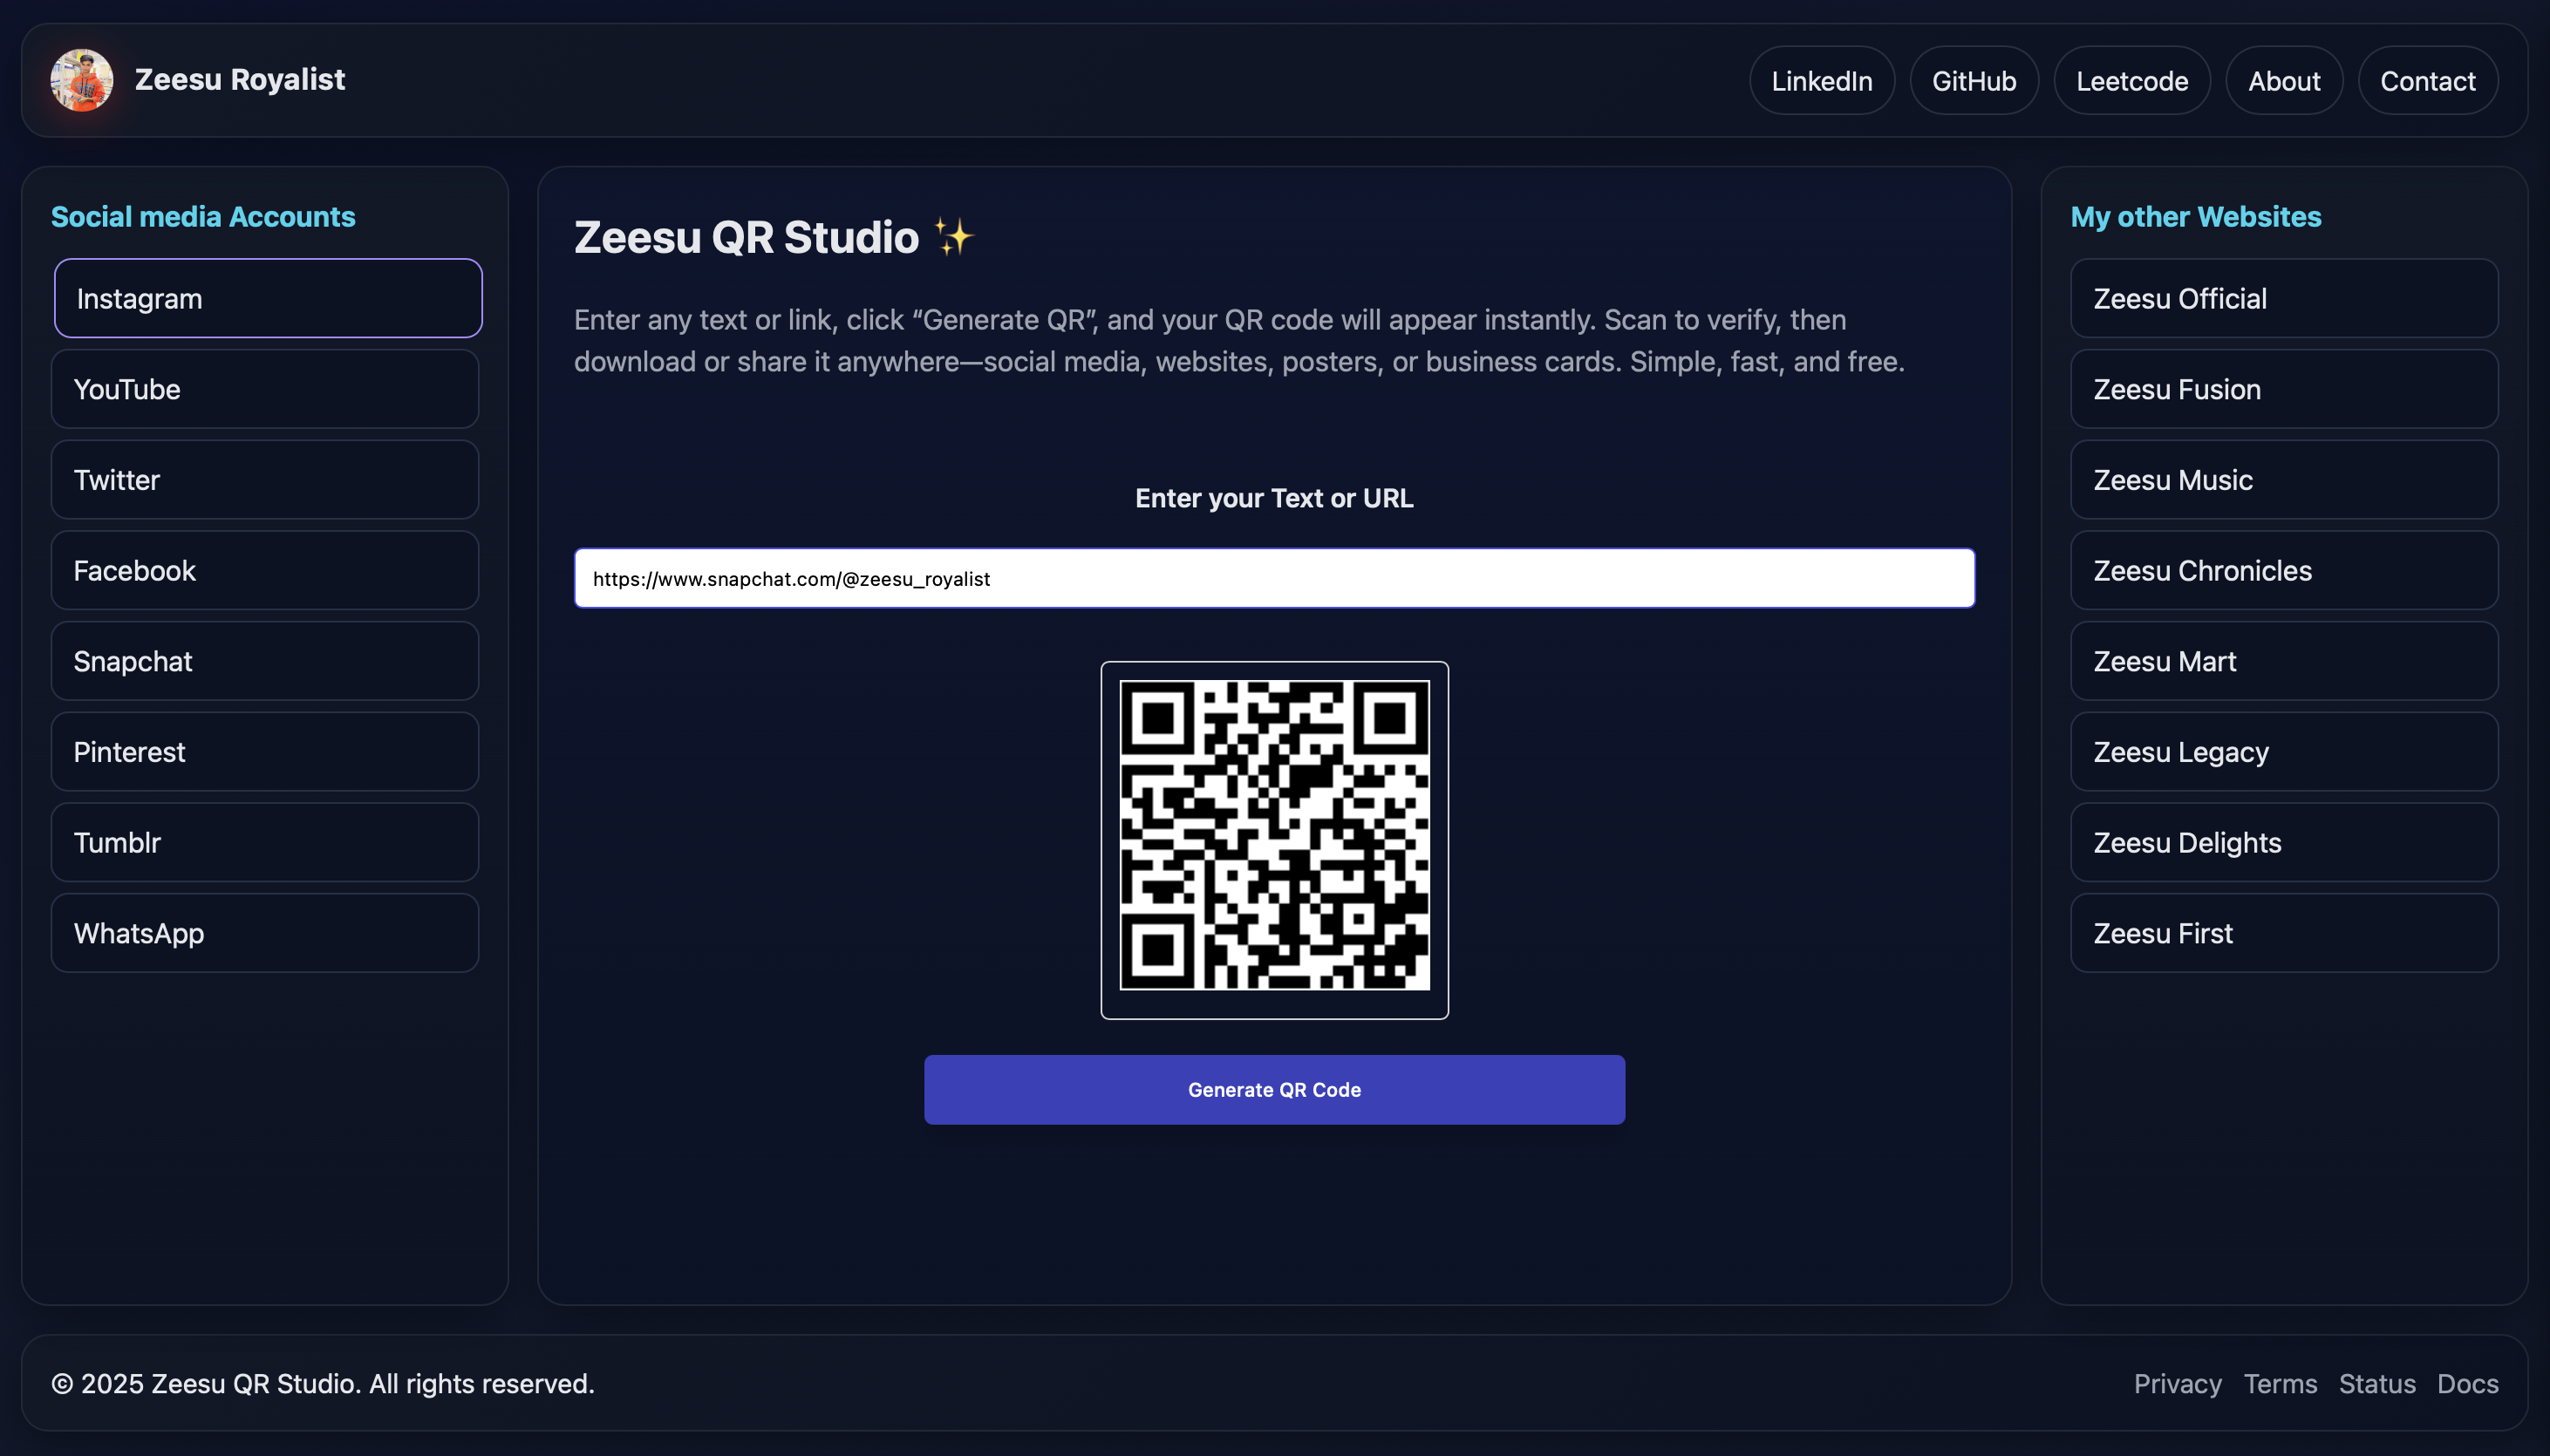 Zeesu Royalist
LinkedIn
GitHub
Leetcode
About
Contact
Social media Accounts
Instagram
YouTube
Twitter
Facebook
Snapchat
Pinterest
Tumblr
WhatsApp
Zeesu QR Studio ✨
Enter any text or link, click “Generate QR”, and your QR code will appear instantly. Scan to verify, then
download or share it anywhere—social media, websites, posters, or business cards. Simple, fast, and free.
Enter your Text or URL
https://www.snapchat.com/@zeesu_royalist
Generate QR Code
My other Websites
Zeesu Official
Zeesu Fusion
Zeesu Music
Zeesu Chronicles
Zeesu Mart
Zeesu Legacy
Zeesu Delights
Zeesu First
© 2025 Zeesu QR Studio. All rights reserved.
Privacy
Terms
Status
Docs